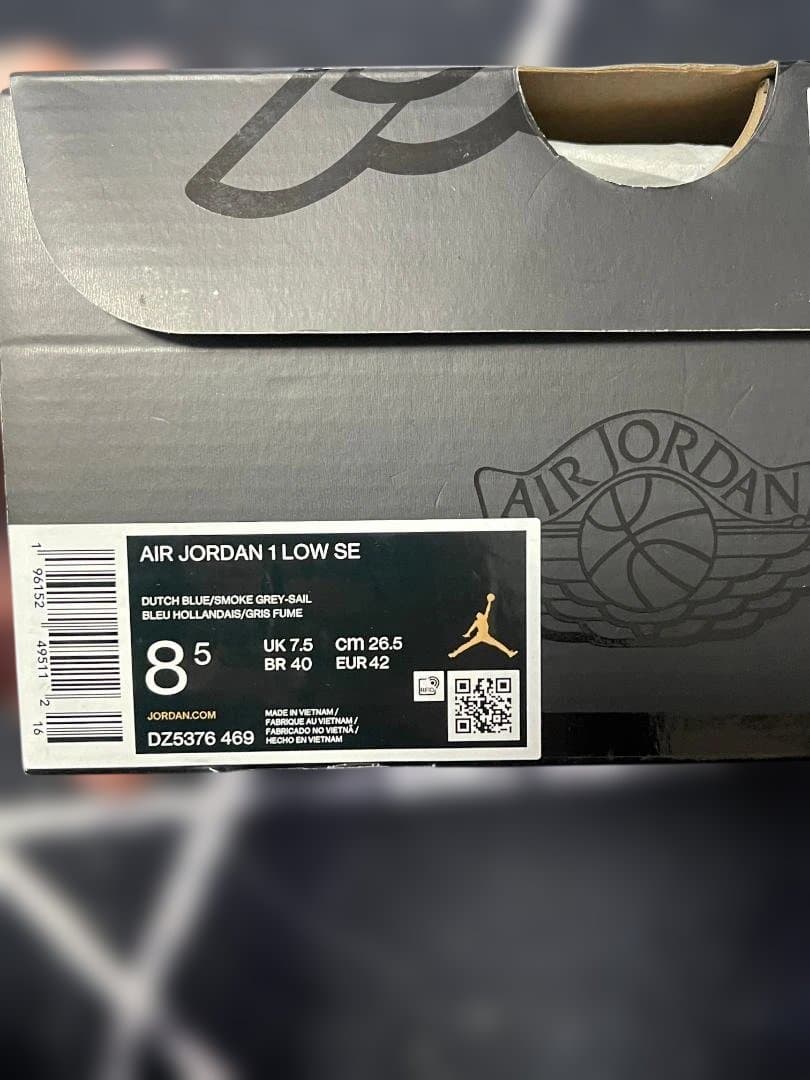 AIR JORDAN
1 96152 49511 2 16
AIR JORDAN 1 LOW SE
DUTCH BLUE/SMOKE GREY-SAIL
BLEU HOLLANDAIS/GRIS FUME
8 5
UK 7.5 cm 26.5
BR 40 EUR 42
RFID
JORDAN.COM
DZ5376 469
MADE IN VIETNAM /
FABRIQUE AU VIETNAM /
FABRICADO NO VIETNÃ /
HECHO EN VIETNAM